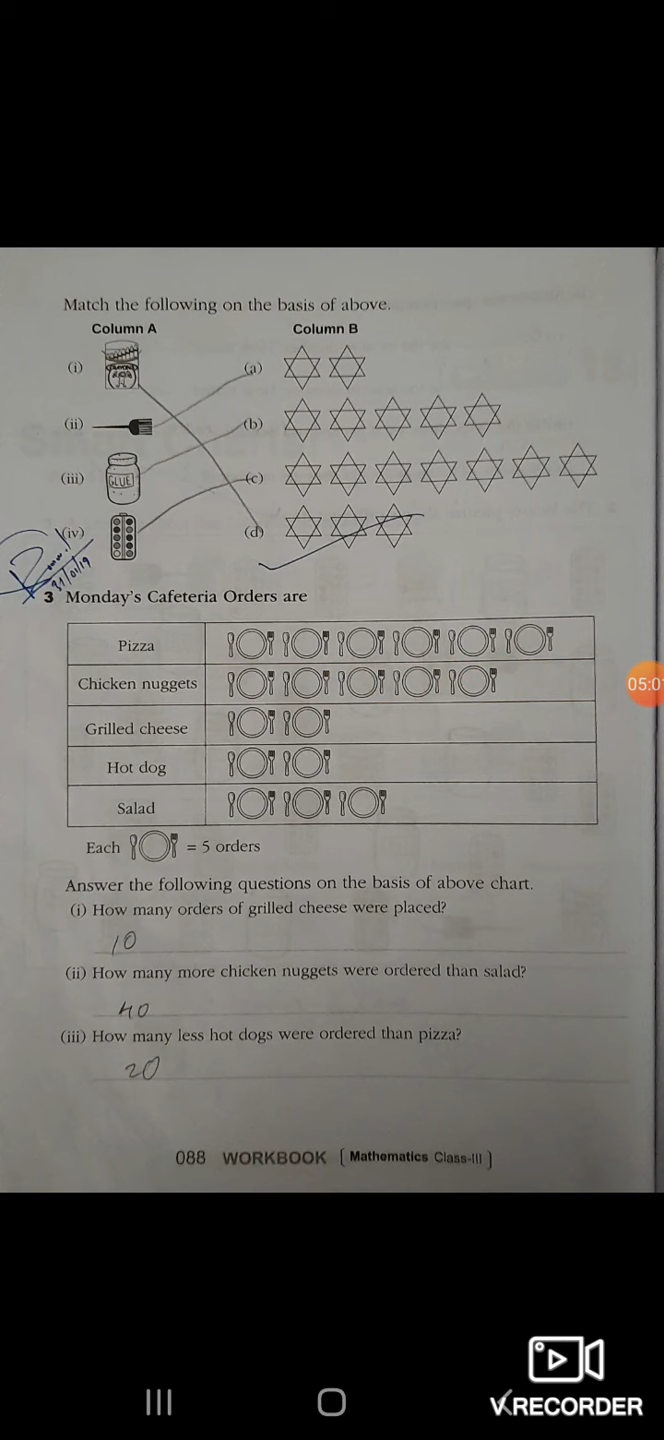 Match the following on the basis of above.
Column A
Column B
(i)
(a)
(ii)
(b)
(iii)
GLUE
(c)
(iv)
(d)
31/01/19
3 Monday's Cafeteria Orders are
Pizza
Chicken nuggets
Grilled cheese
Hot dog
Salad
05:01
Each = 5 orders
Answer the following questions on the basis of above chart.
(i) How many orders of grilled cheese were placed?
10
(ii) How many more chicken nuggets were ordered than salad?
40
(iii) How many less hot dogs were ordered than pizza?
20
088 WORKBOOK [ Mathematics Class-III ]
V.RECORDER